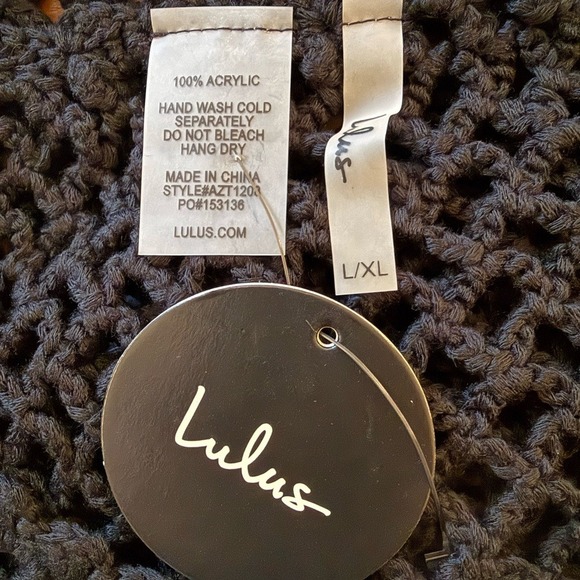 100% ACRYLIC
HAND WASH COLD
SEPARATELY
DO NOT BLEACH
HANG DRY
MADE IN CHINA
STYLE#AZT1203
PO#153136
LULUS.COM
Lulus
L/XL
Lulus